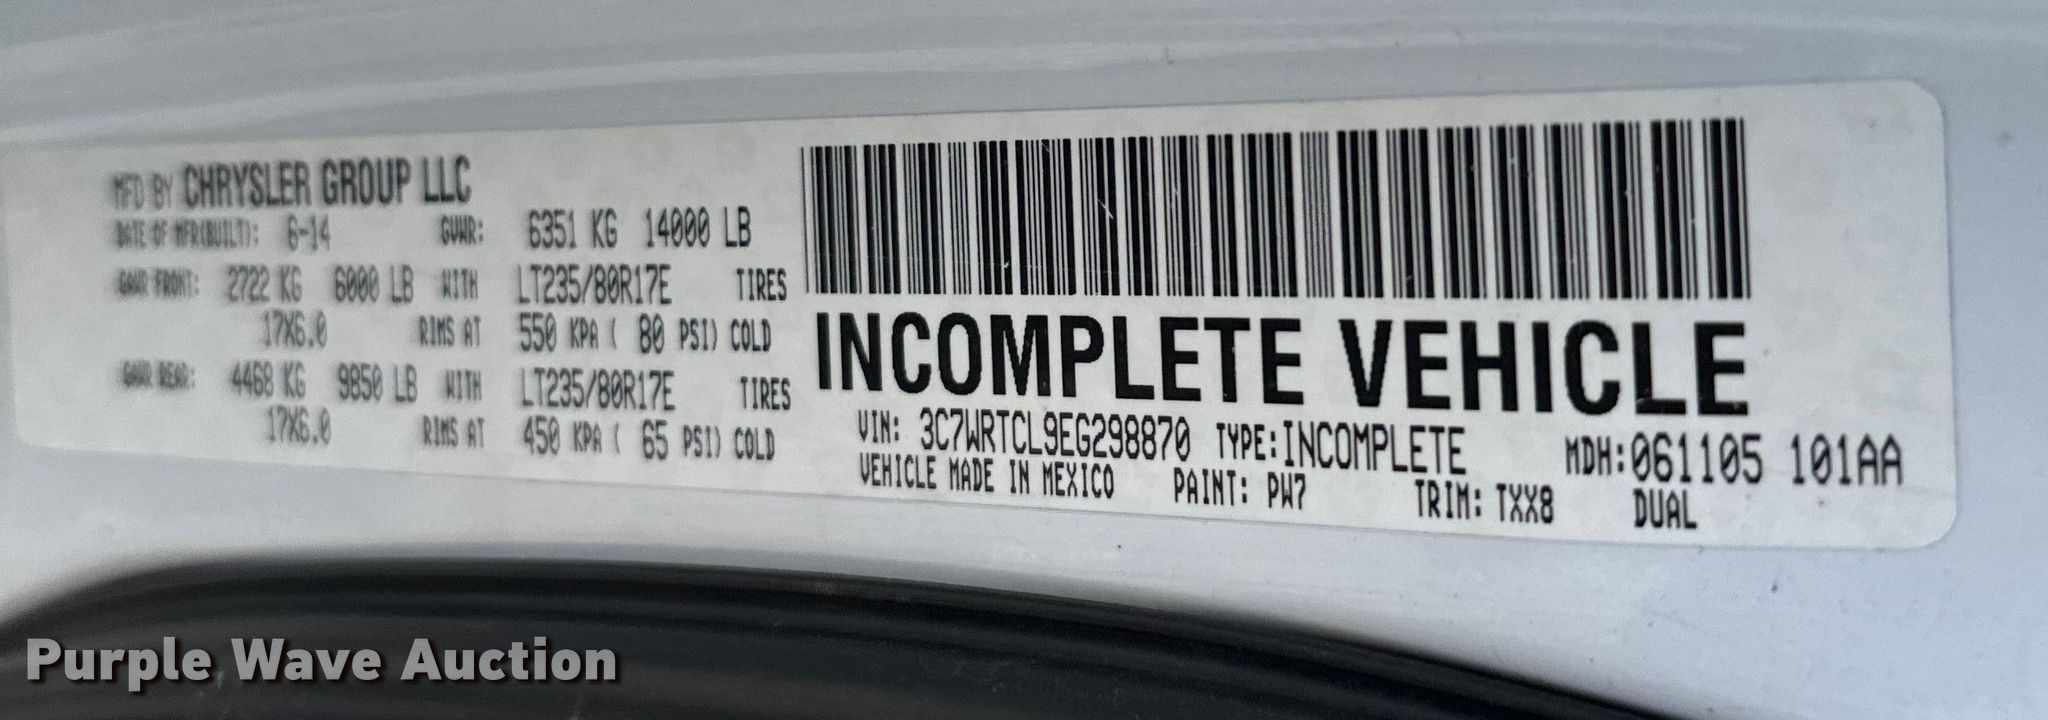 MFD BY CHRYSLER GROUP LLC
DATE OF MFR(BUILT): 6-14 GVWR: 6351 KG 14000 LB
GAWR FRONT: 2722 KG 6000 LB WITH LT235/80R17E TIRES
17X6.0 RIMS AT 550 KPA ( 80 PSI) COLD
GAWR REAR: 4468 KG 9850 LB WITH LT235/80R17E TIRES
17X6.0 RIMS AT 450 KPA ( 65 PSI) COLD
INCOMPLETE VEHICLE
VIN: 3C7WRTCL9EG298870 TYPE:INCOMPLETE MDH:061105 101AA
VEHICLE MADE IN MEXICO PAINT: PW7 TRIM: TXX8 DUAL
Purple Wave Auction